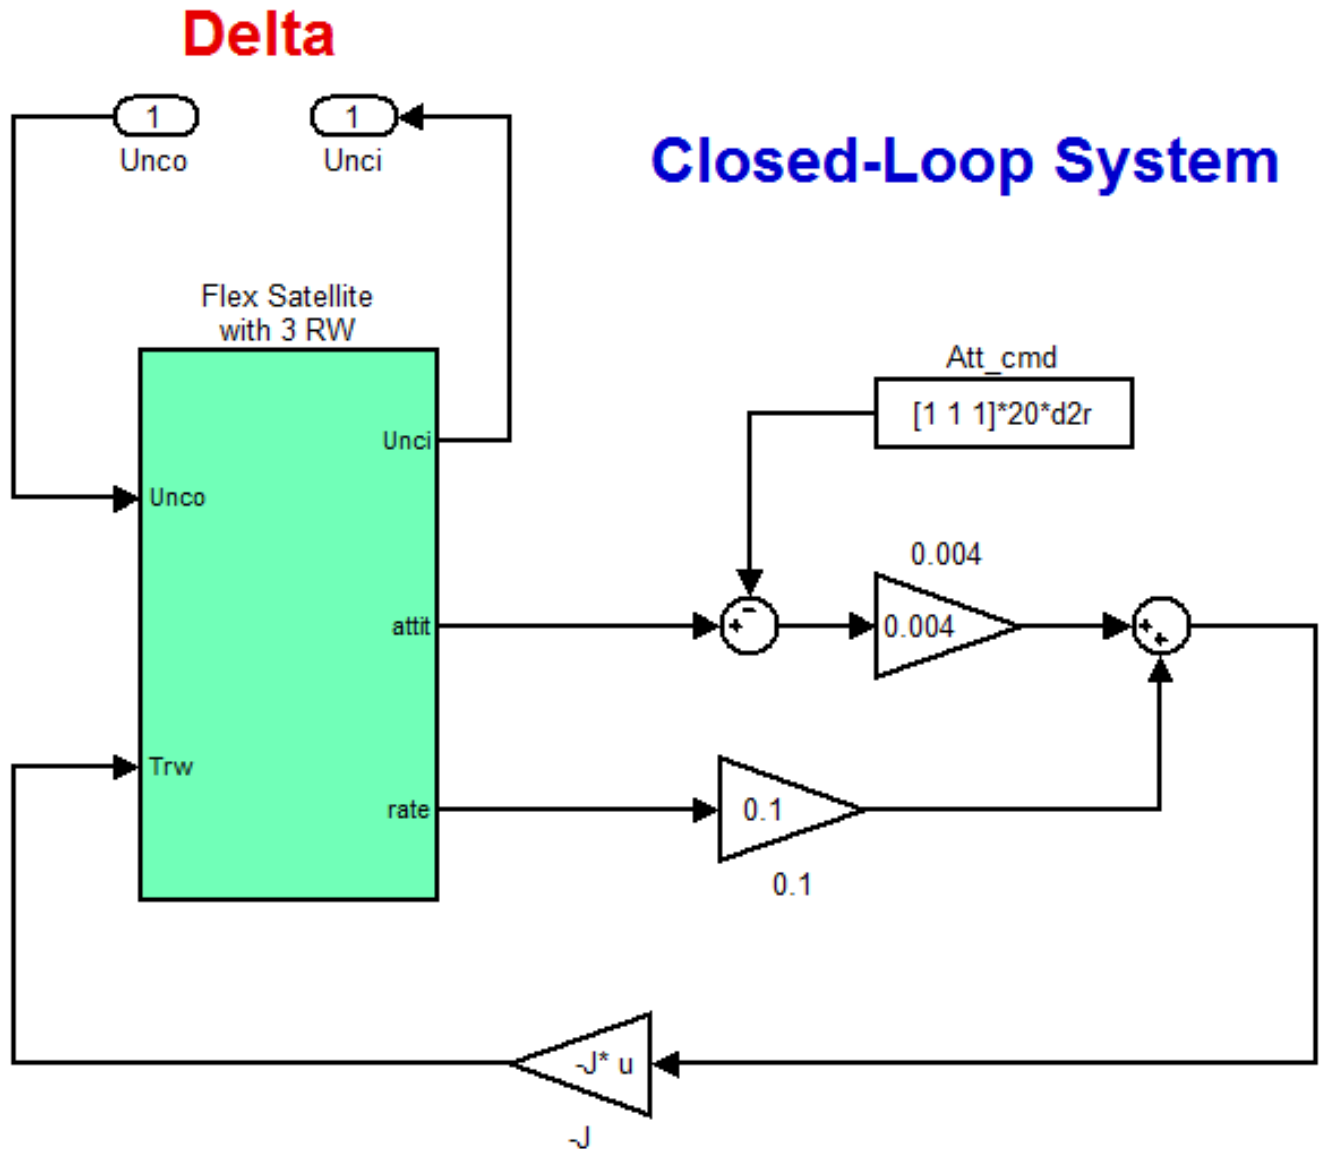 Delta
1
1
Unco
Unci
Closed-Loop System
Flex Satellite
with 3 RW
Att_cmd
[1 1 1]*20*d2r
Unci
Unco
0.004
-
+
0.004
+
+
attit
Trw
rate
0.1
0.1
-J* u
-J